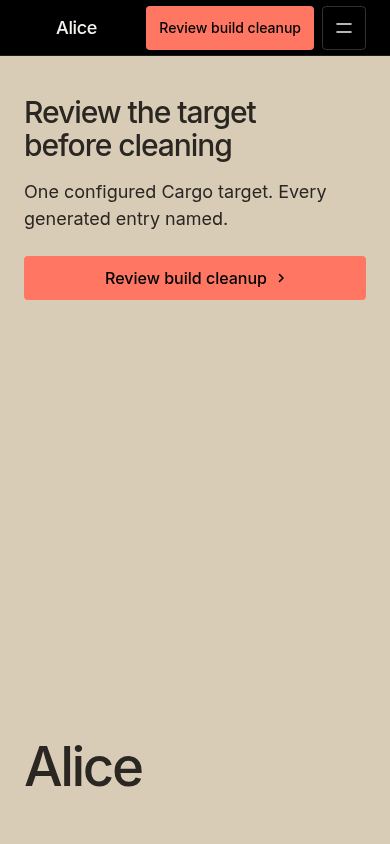 Alice
Review build cleanup
Review the target
before cleaning
One configured Cargo target. Every
generated entry named.
Review build cleanup
Alice